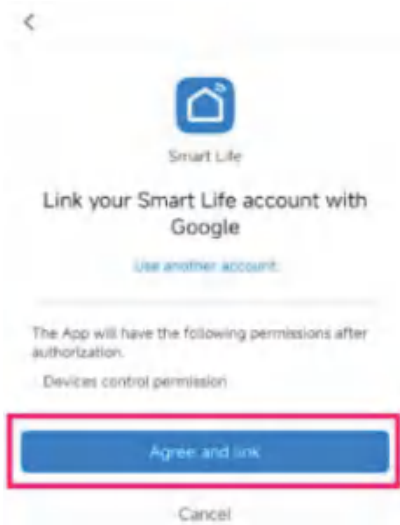 Smart Life
Link your Smart Life account with
Google
Use another account
The App will have the following permissions after
authorization.
Devices control permission
Agree and link
Cancel